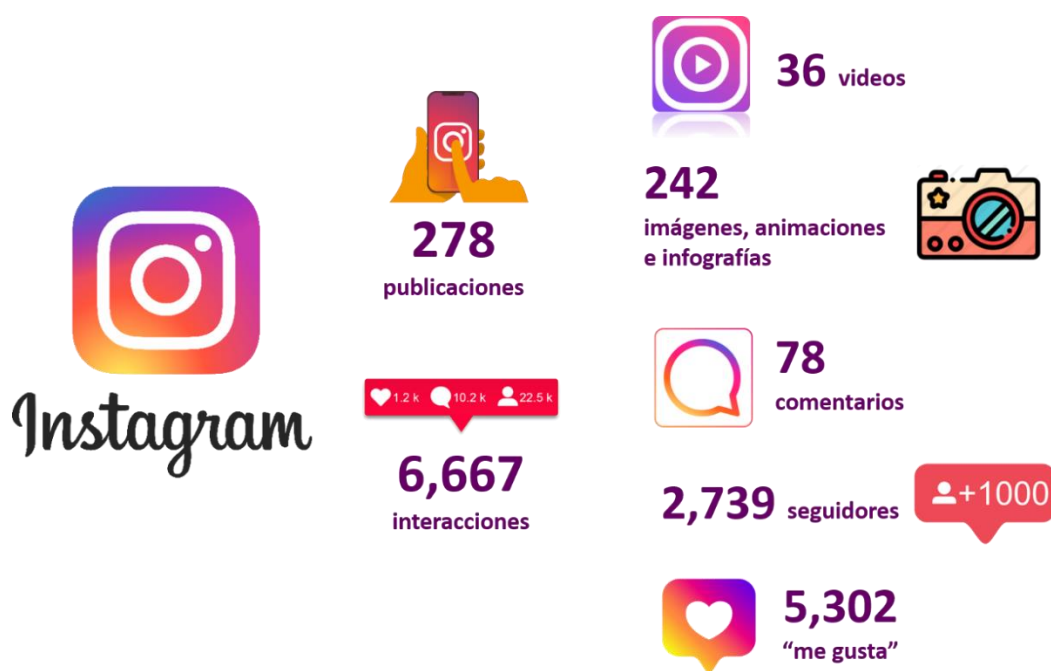 Instagram
278
publicaciones
1.2 k 10.2 k 22.5 k
6,667
interacciones
36 videos
242
imágenes, animaciones
e infografías
78
comentarios
2,739 seguidores
+1000
5,302
“me gusta”